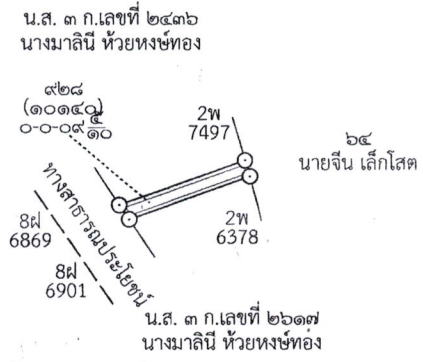 น.ส. ๓ ก.เลขที่ ๒๔๓๖
นางมาลินี ห้วยหงษ์ทอง
๙๒๘
(๑๐๑๔๐)
๐-๐-๐๙ ๕/๑๐
2พ
7497
๖๔
นายจีน เล็กโสต
ทางสาธารณประโยชน์
8ฝ
6869
2พ
6378
8ฝ
6901
น.ส. ๓ ก.เลขที่ ๒๖๑๗
นางมาลินี ห้วยหงษ์ทอง